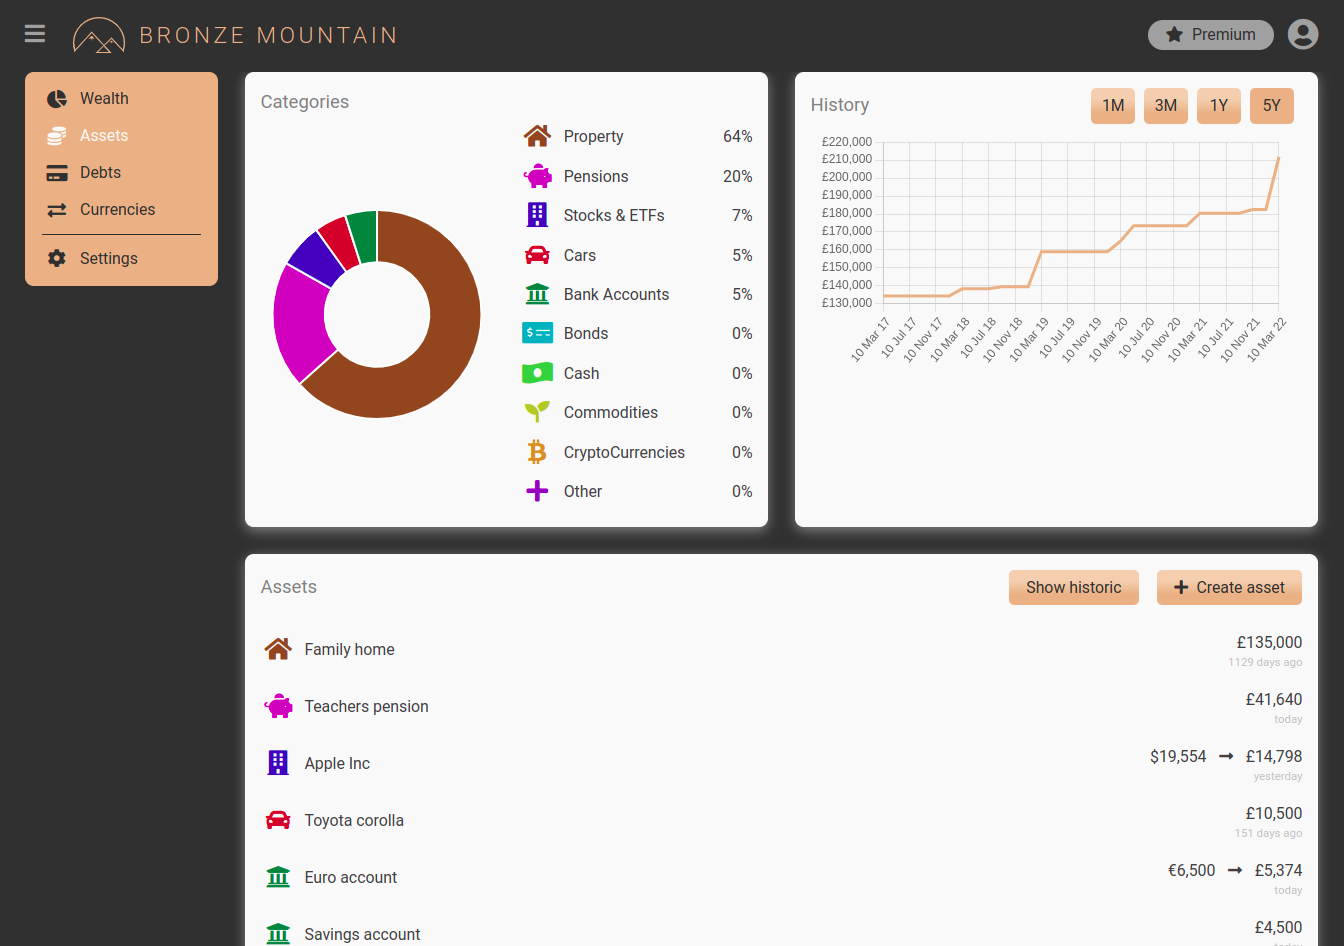 BRONZE MOUNTAIN
Premium
Wealth
Assets
Debts
Currencies
Settings
Categories
Property 64%
Pensions 20%
Stocks & ETFs 7%
Cars 5%
Bank Accounts 5%
Bonds 0%
Cash 0%
Commodities 0%
CryptoCurrencies 0%
Other 0%
History
1M 3M 1Y 5Y
£220,000
£210,000
£200,000
£190,000
£180,000
£170,000
£160,000
£150,000
£140,000
£130,000
10 Mar 17
10 Jul 17
10 Nov 17
10 Mar 18
10 Jul 18
10 Nov 18
10 Mar 19
10 Jul 19
10 Nov 19
10 Mar 20
10 Jul 20
10 Nov 20
10 Mar 21
10 Jul 21
10 Nov 21
10 Mar 22
Assets
Show historic
Create asset
Family home £135,000
1129 days ago
Teachers pension £41,640
today
Apple Inc $19,554 → £14,798
yesterday
Toyota corolla £10,500
151 days ago
Euro account €6,500 → £5,374
today
Savings account £4,500